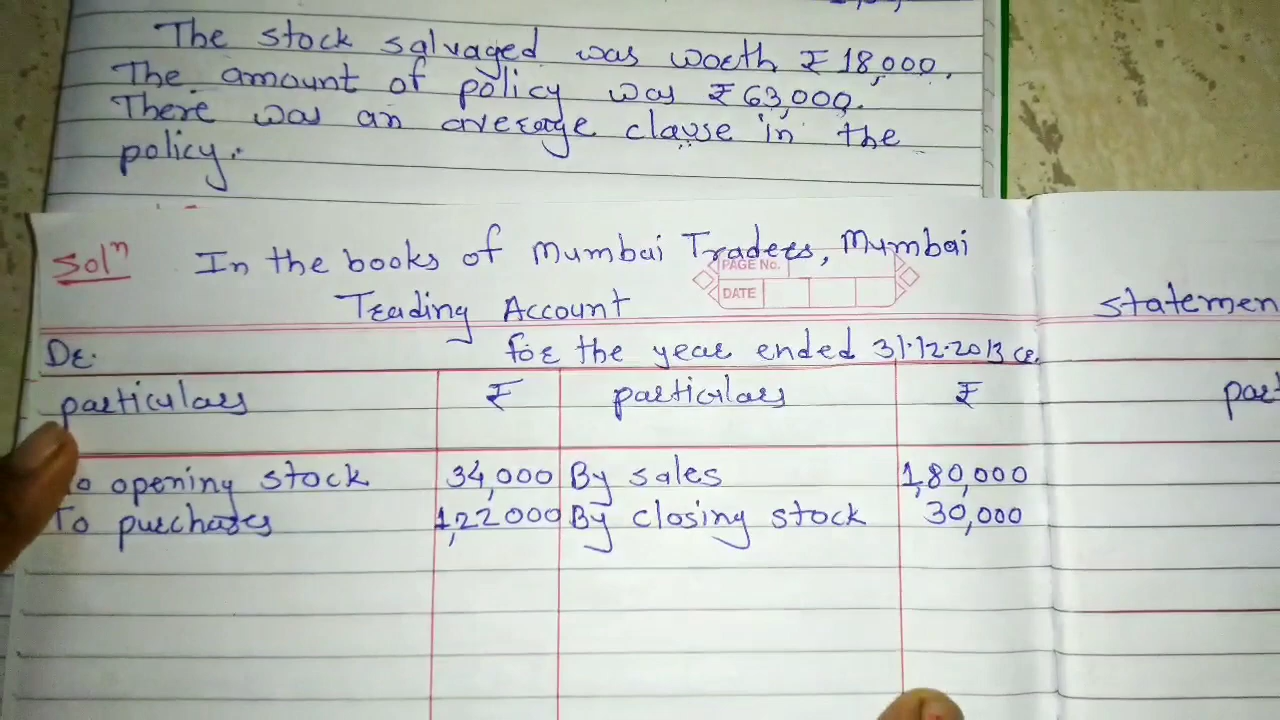 The stock salvaged was worth ₹ 18,000.
The amount of policy was ₹ 63,000.
There was an average clause in the
policy.
Solⁿ In the books of Mumbai Traders, Mumbai
PAGE No.
DATE
Trading Account
statemen
Dr. for the year ended 31.12.2013 cr.
particulars ₹ particulars ₹
part
To opening stock 34,000 By sales 1,80,000
To purchases 1,22000 By closing stock 30,000